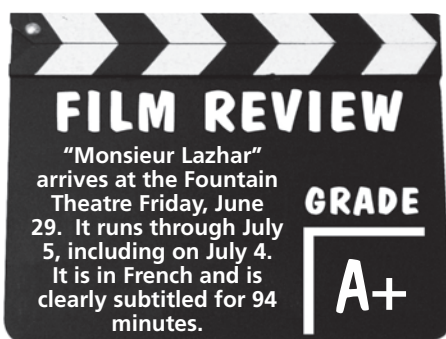 FILM REVIEW
“Monsieur Lazhar”
arrives at the Fountain
Theatre Friday, June
29.  It runs through July
5, including on July 4.
It is in French and is
clearly subtitled for 94
minutes.
GRADE
A+